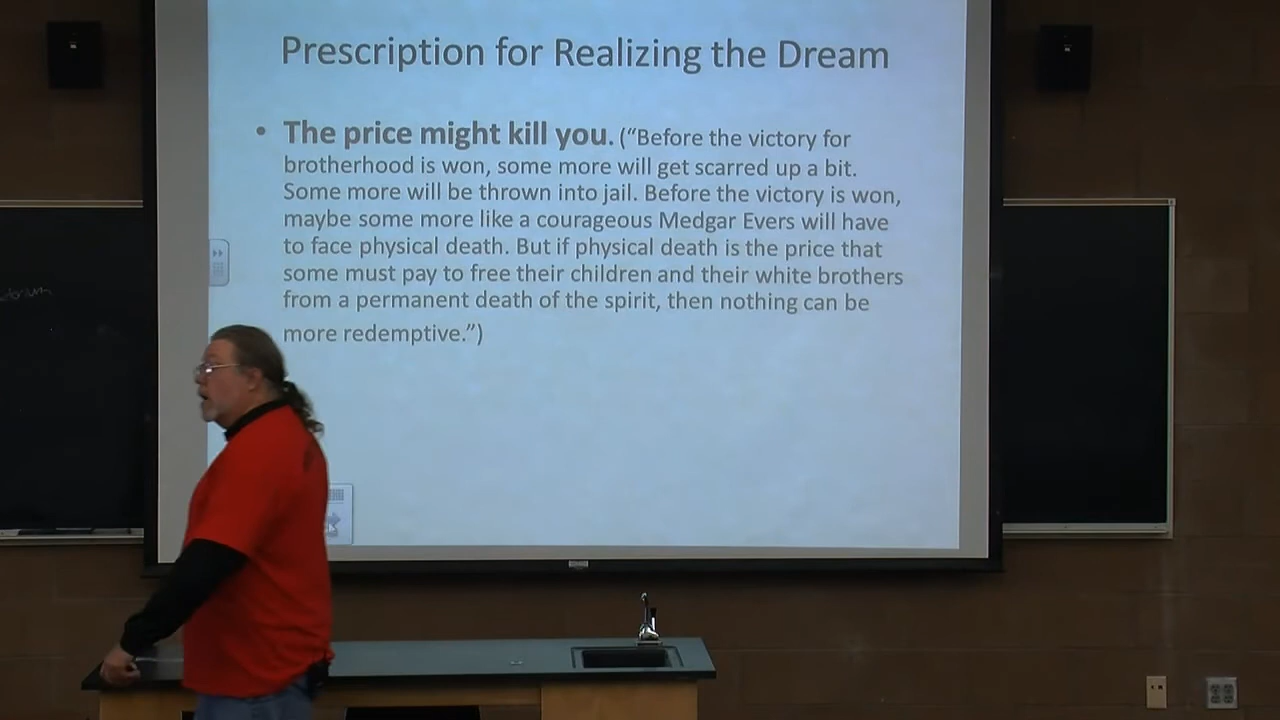 Prescription for Realizing the Dream
• The price might kill you. (“Before the victory for
brotherhood is won, some more will get scarred up a bit.
Some more will be thrown into jail. Before the victory is won,
maybe some more like a courageous Medgar Evers will have
to face physical death. But if physical death is the price that
some must pay to free their children and their white brothers
from a permanent death of the spirit, then nothing can be
more redemptive.”)